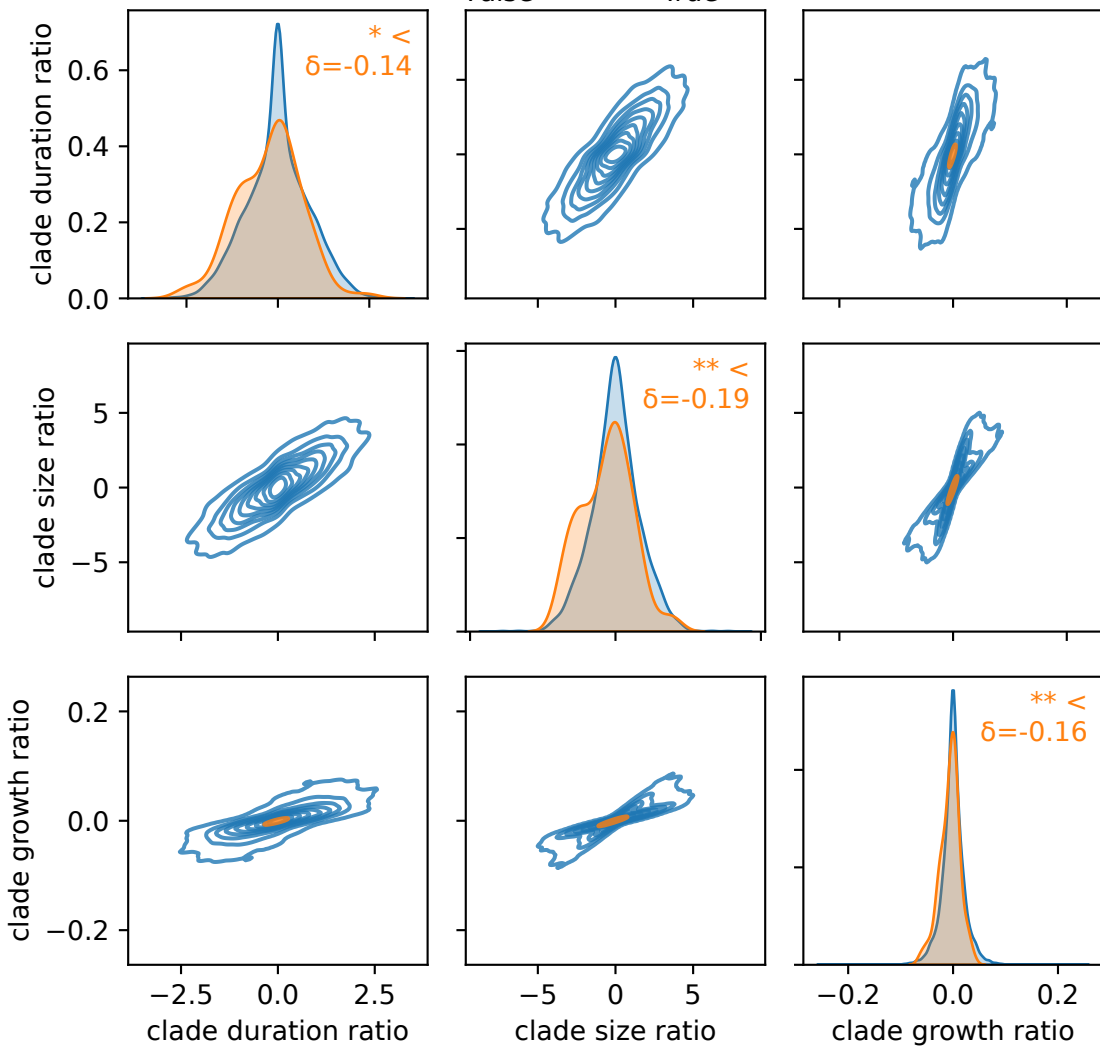 clade duration ratio
0.6
0.4
0.2
0.0
* <
δ=-0.14
clade size ratio
5
0
−5
** <
δ=-0.19
clade growth ratio
0.2
0.0
−0.2
** <
δ=-0.16
−2.5 0.0 2.5
−5 0 5
−0.2 0.0 0.2
clade duration ratio
clade size ratio
clade growth ratio